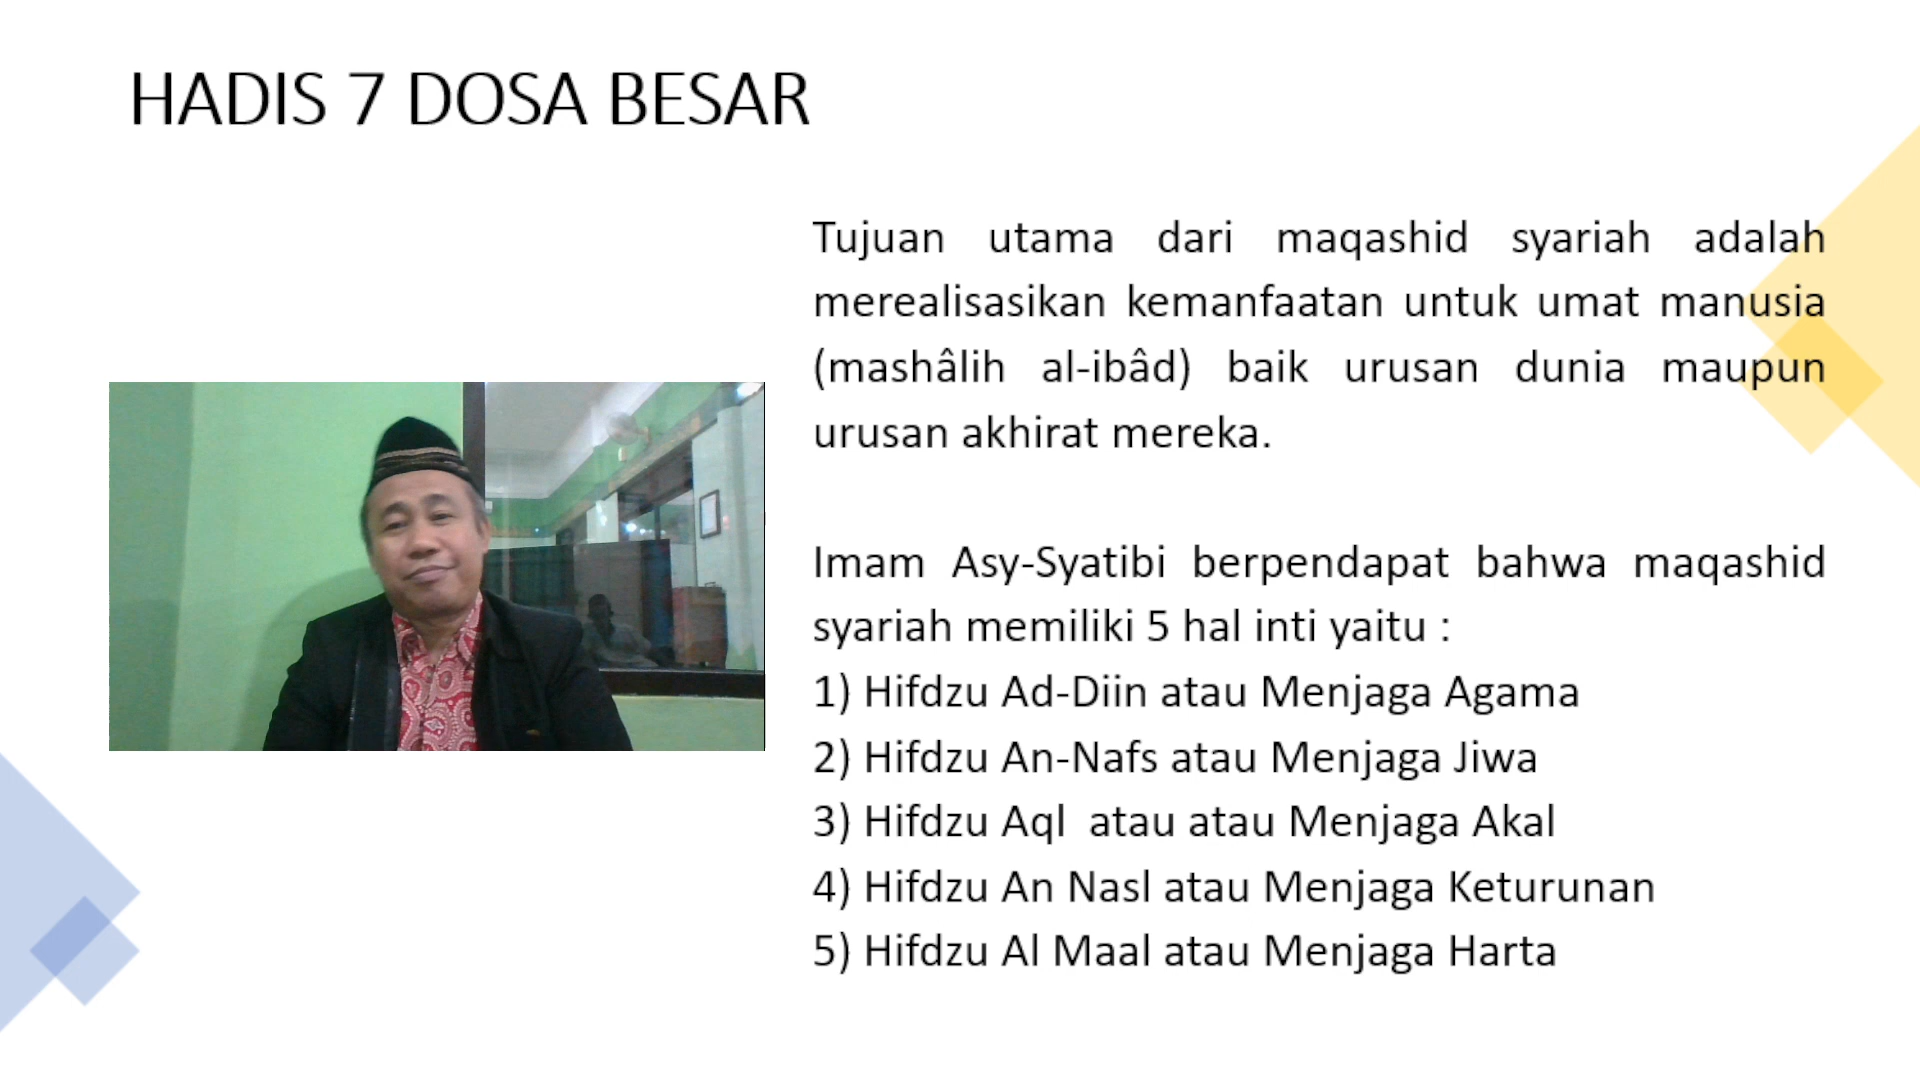 HADIS 7 DOSA BESAR
Tujuan utama dari maqashid syariah adalah
merealisasikan kemanfaatan untuk umat manusia
(mashâlih al-ibâd) baik urusan dunia maupun
urusan akhirat mereka.
Imam Asy-Syatibi berpendapat bahwa maqashid
syariah memiliki 5 hal inti yaitu :
1) Hifdzu Ad-Diin atau Menjaga Agama
2) Hifdzu An-Nafs atau Menjaga Jiwa
3) Hifdzu Aql  atau atau Menjaga Akal
4) Hifdzu An Nasl atau Menjaga Keturunan
5) Hifdzu Al Maal atau Menjaga Harta